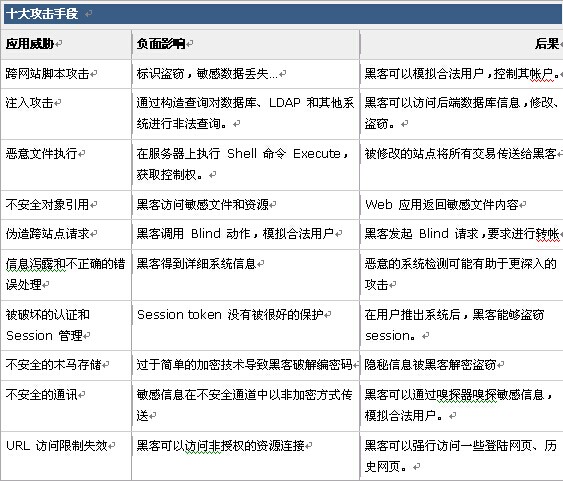 十大攻击手段
应用威胁 负面影响 后果
跨网站脚本攻击 标识盗窃，敏感数据丢失... 黑客可以模拟合法用户，控制其帐户。
注入攻击 通过构造查询对数据库、LDAP 和其他系 黑客可以访问后端数据库信息，修改、
统进行非法查询。 盗窃。
恶意文件执行 在服务器上执行 Shell 命令 Execute， 被修改的站点将所有交易传送给黑客
获取控制权。
不安全对象引用 黑客访问敏感文件和资源 Web 应用返回敏感文件内容
伪造跨站点请求 黑客调用 Blind 动作，模拟合法用户 黑客发起 Blind 请求，要求进行转帐
信息泻露和不正确的错 黑客得到详细系统信息 恶意的系统检测可能有助于更深入的
误处理 攻击
被破坏的认证和 Session token 没有被很好的保护 在用户推出系统后，黑客能够盗窃
Session 管理 session。
不安全的木马存储 过于简单的加密技术导致黑客破解编密码 隐秘信息被黑客解密盗窃
不安全的通讯 敏感信息在不安全通道中以非加密方式传 黑客可以通过嗅探器嗅探敏感信息，
送 模拟合法用户。
URL 访问限制失效 黑客可以访问非授权的资源连接 黑客可以强行访问一些登陆网页、历
史网页。